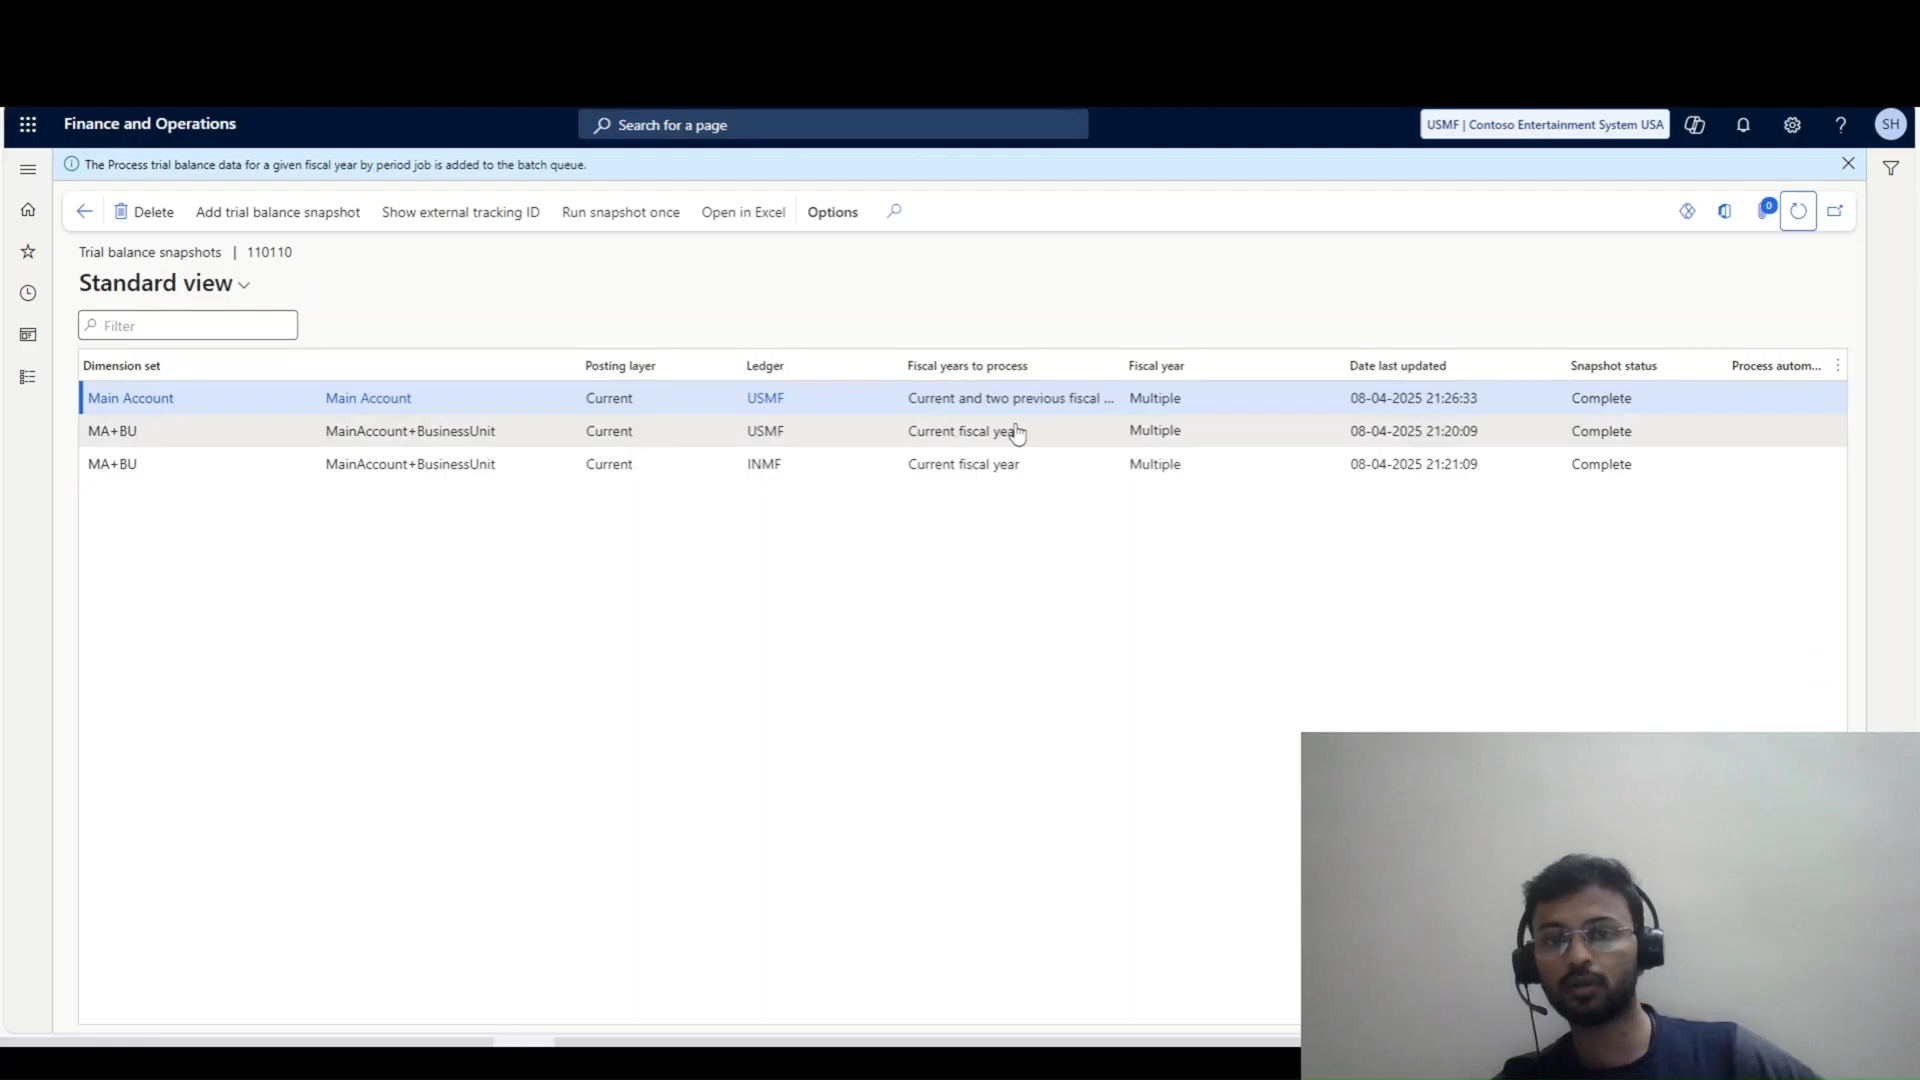 Finance and Operations
Search for a page
USMF | Contoso Entertainment System USA
SH
The Process trial balance data for a given fiscal year by period job is added to the batch queue.
Delete Add trial balance snapshot Show external tracking ID Run snapshot once Open in Excel Options
0
Trial balance snapshots | 110110
Standard view
Filter
Dimension set Posting layer Ledger Fiscal years to process Fiscal year Date last updated Snapshot status Process autom...
Main Account Main Account Current USMF Current and two previous fiscal ... Multiple 08-04-2025 21:26:33 Complete
MA+BU MainAccount+BusinessUnit Current USMF Current fiscal year Multiple 08-04-2025 21:20:09 Complete
MA+BU MainAccount+BusinessUnit Current INMF Current fiscal year Multiple 08-04-2025 21:21:09 Complete